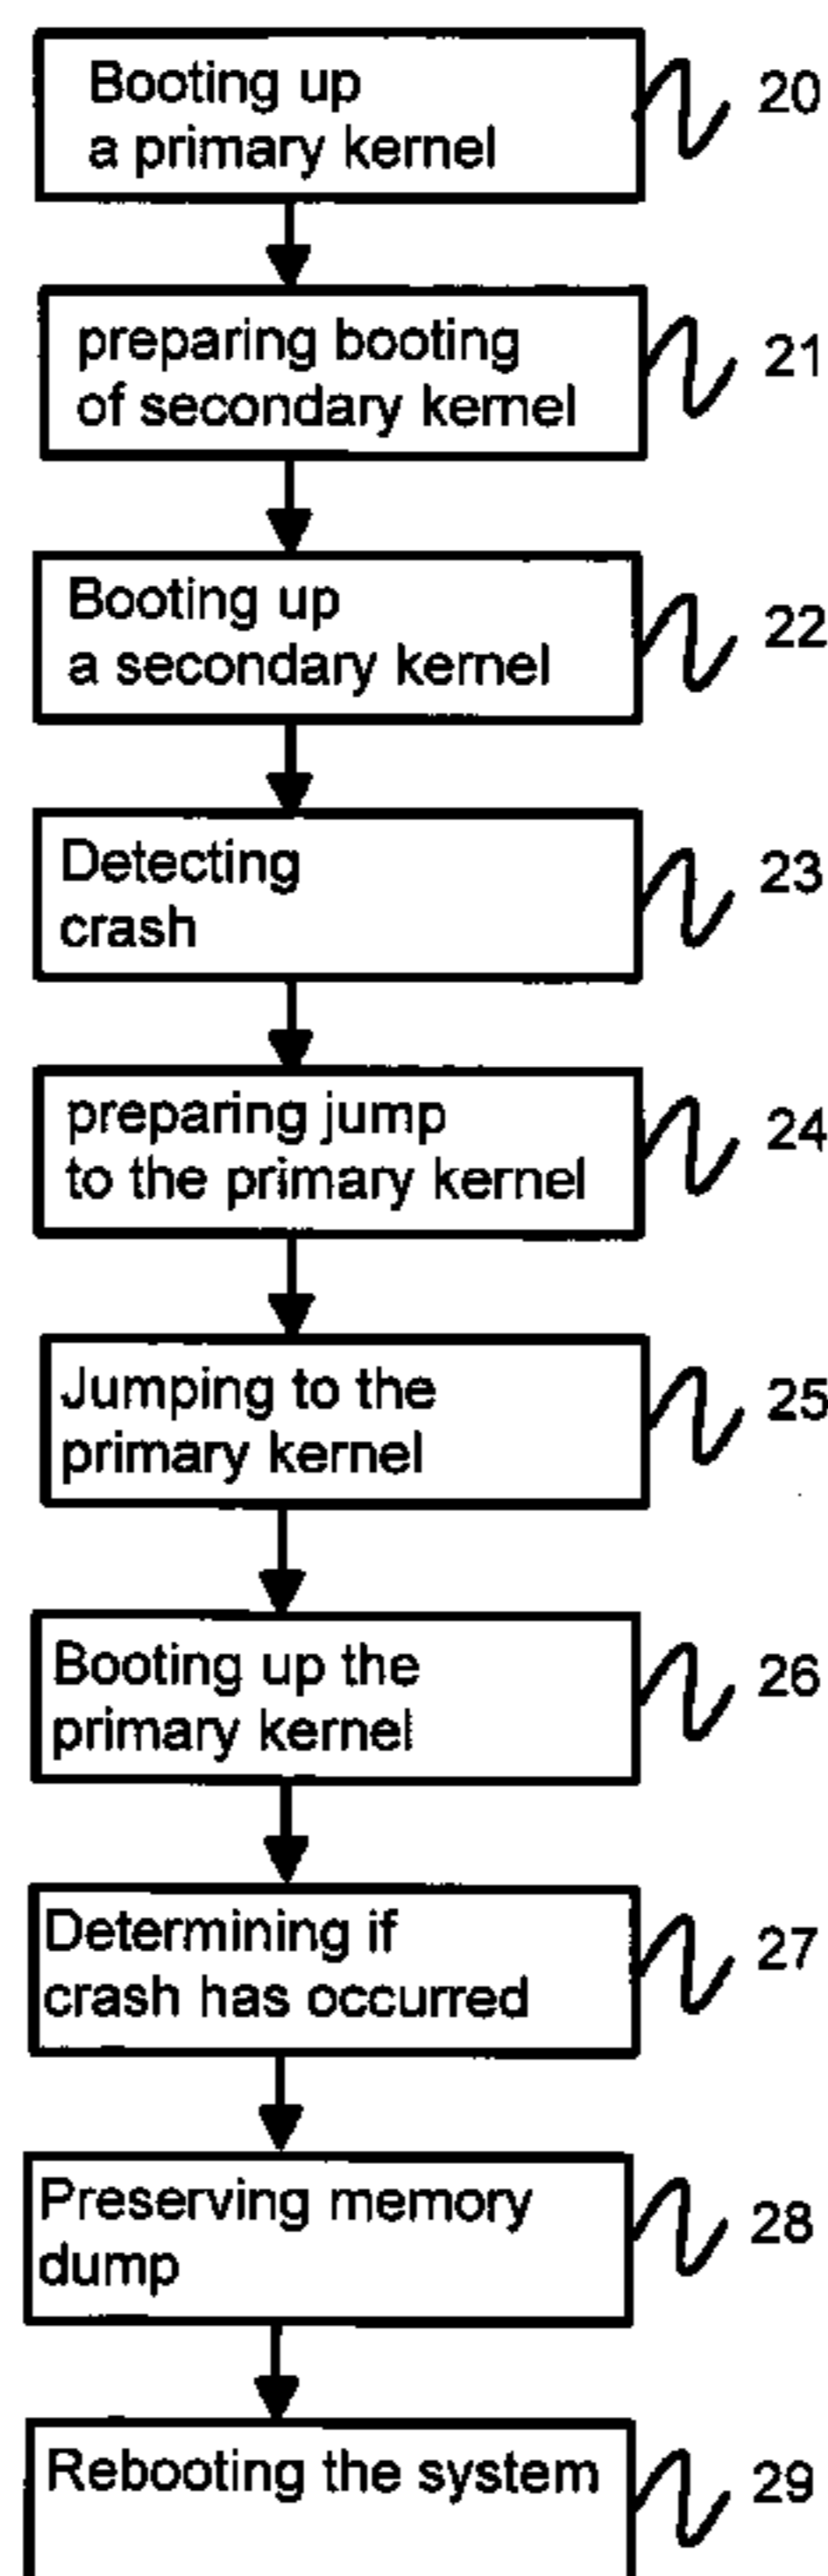 Booting up
a primary kernel
20
preparing booting
of secondary kernel
21
Booting up
a secondary kernel
22
Detecting
crash
23
preparing jump
to the primary kernel
24
Jumping to the
primary kernel
25
Booting up the
primary kernel
26
Determining if
crash has occurred
27
Preserving memory
dump
28
Rebooting the system
29